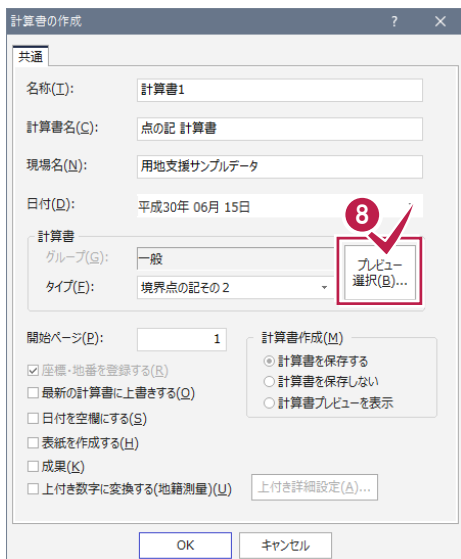 計算書の作成 ? ×
共通
名称(T): 計算書1
計算書名(C): 点の記 計算書
現場名(N): 用地支援サンプルデータ
日付(D): 平成30年 06月 15日
8
計算書
グループ(G): 一般
タイプ(F): 境界点の記その2
プレビュー
選択(B)...
開始ページ(P): 1
座標・地番を登録する(R)
最新の計算書に上書きする(O)
日付を空欄にする(S)
表紙を作成する(H)
成果(K)
上付き数字に変換する(地籍測量)(U) 上付き詳細設定(A)...
計算書作成(M)
計算書を保存する
計算書を保存しない
計算書プレビューを表示
OK キャンセル